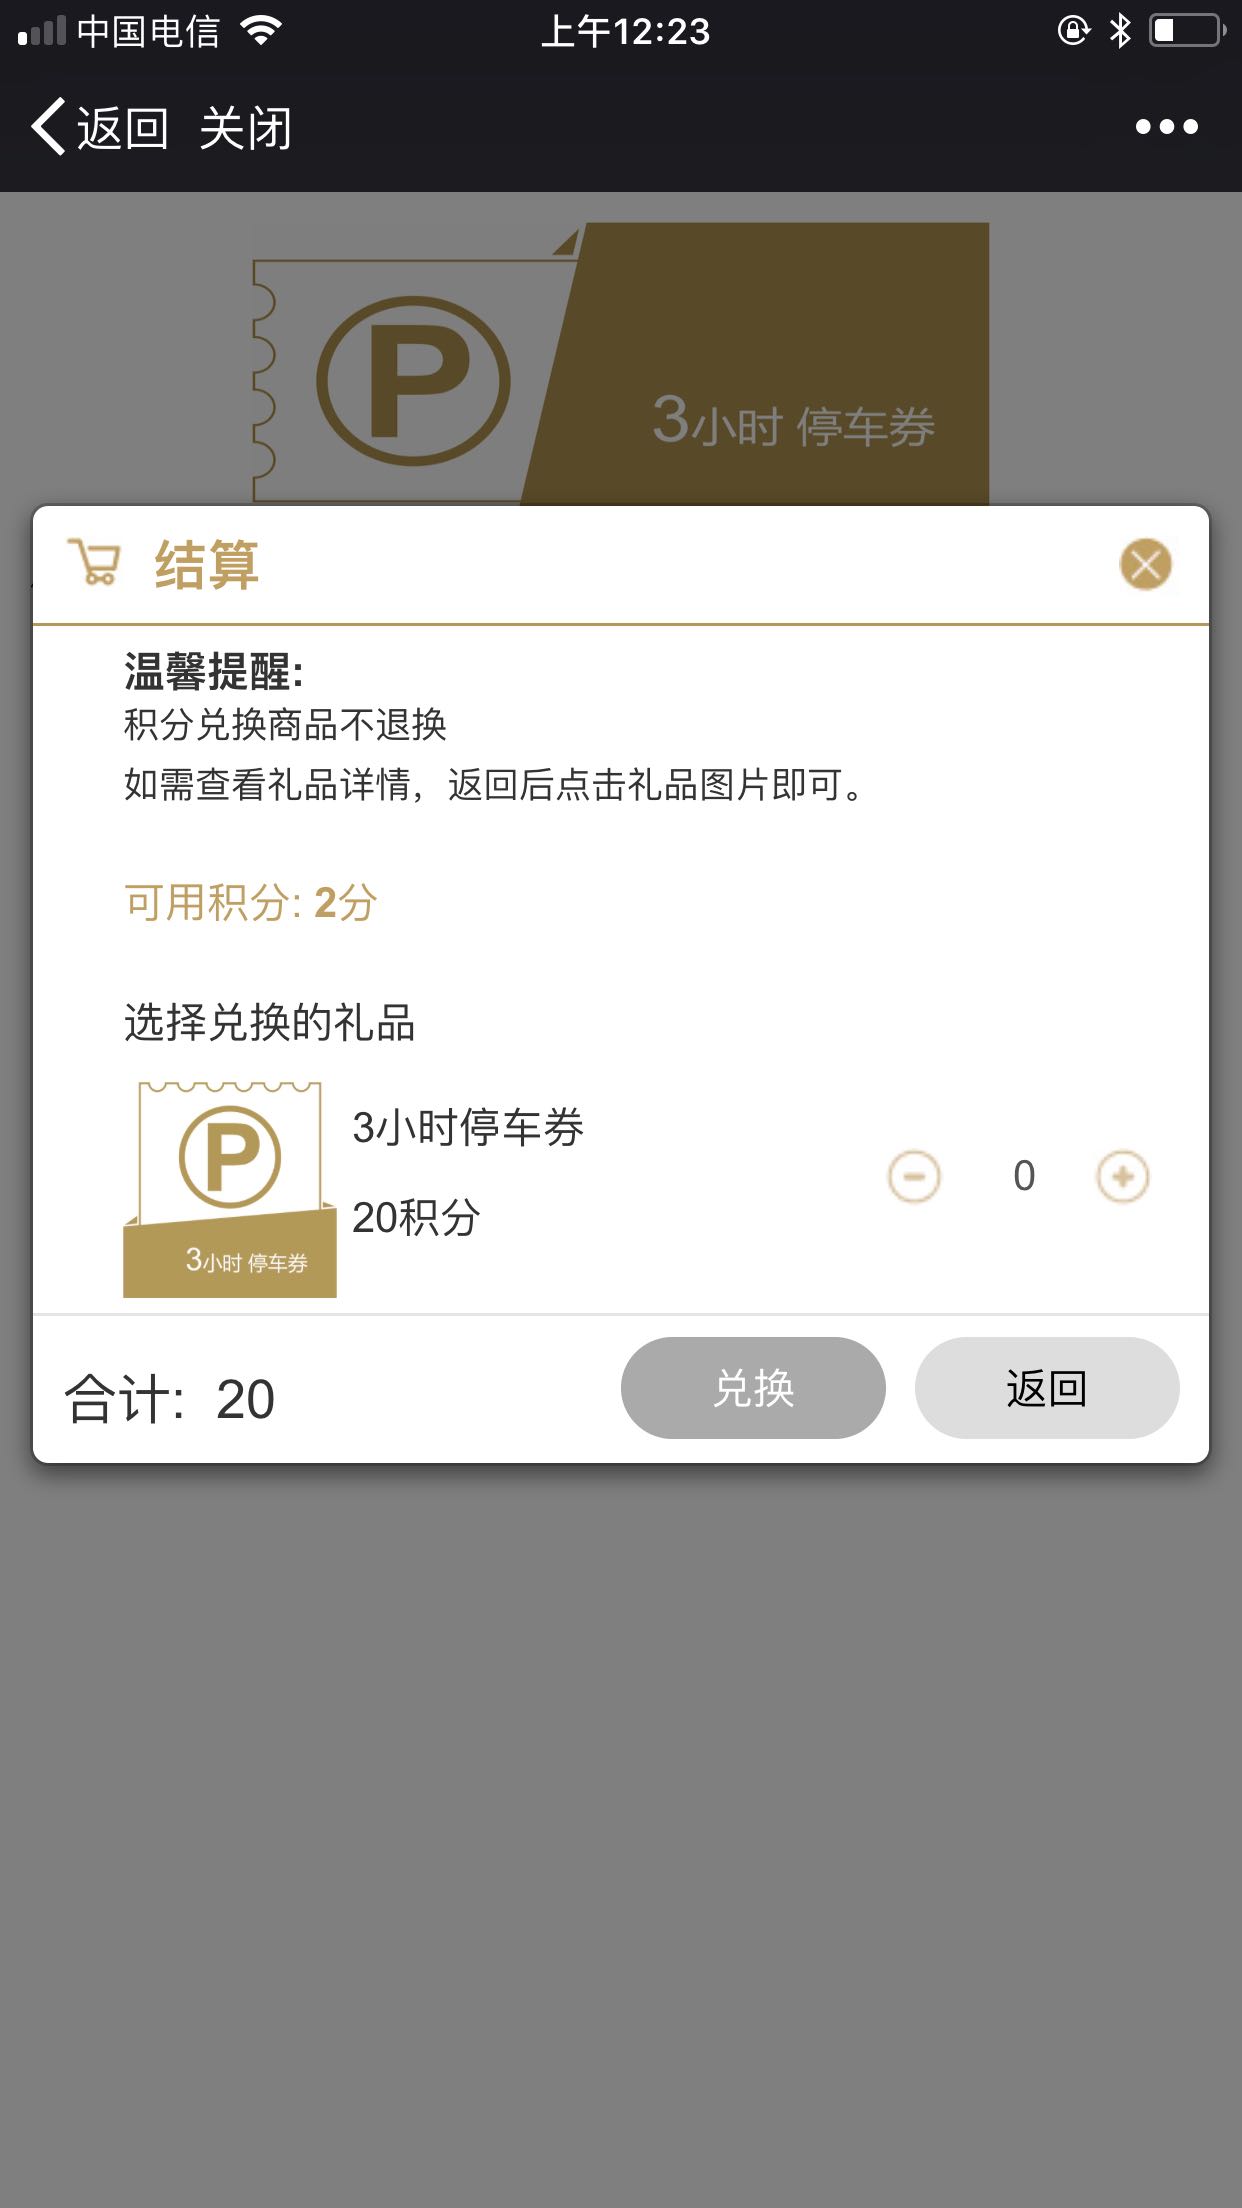 中国电信 上午12:23
返回 关闭
P
3小时 停车券
结算
温馨提醒:
积分兑换商品不退换
如需查看礼品详情，返回后点击礼品图片即可。
可用积分: 2分
选择兑换的礼品
P
3小时 停车券
3小时停车券
20积分
0
合计: 20
兑换
返回